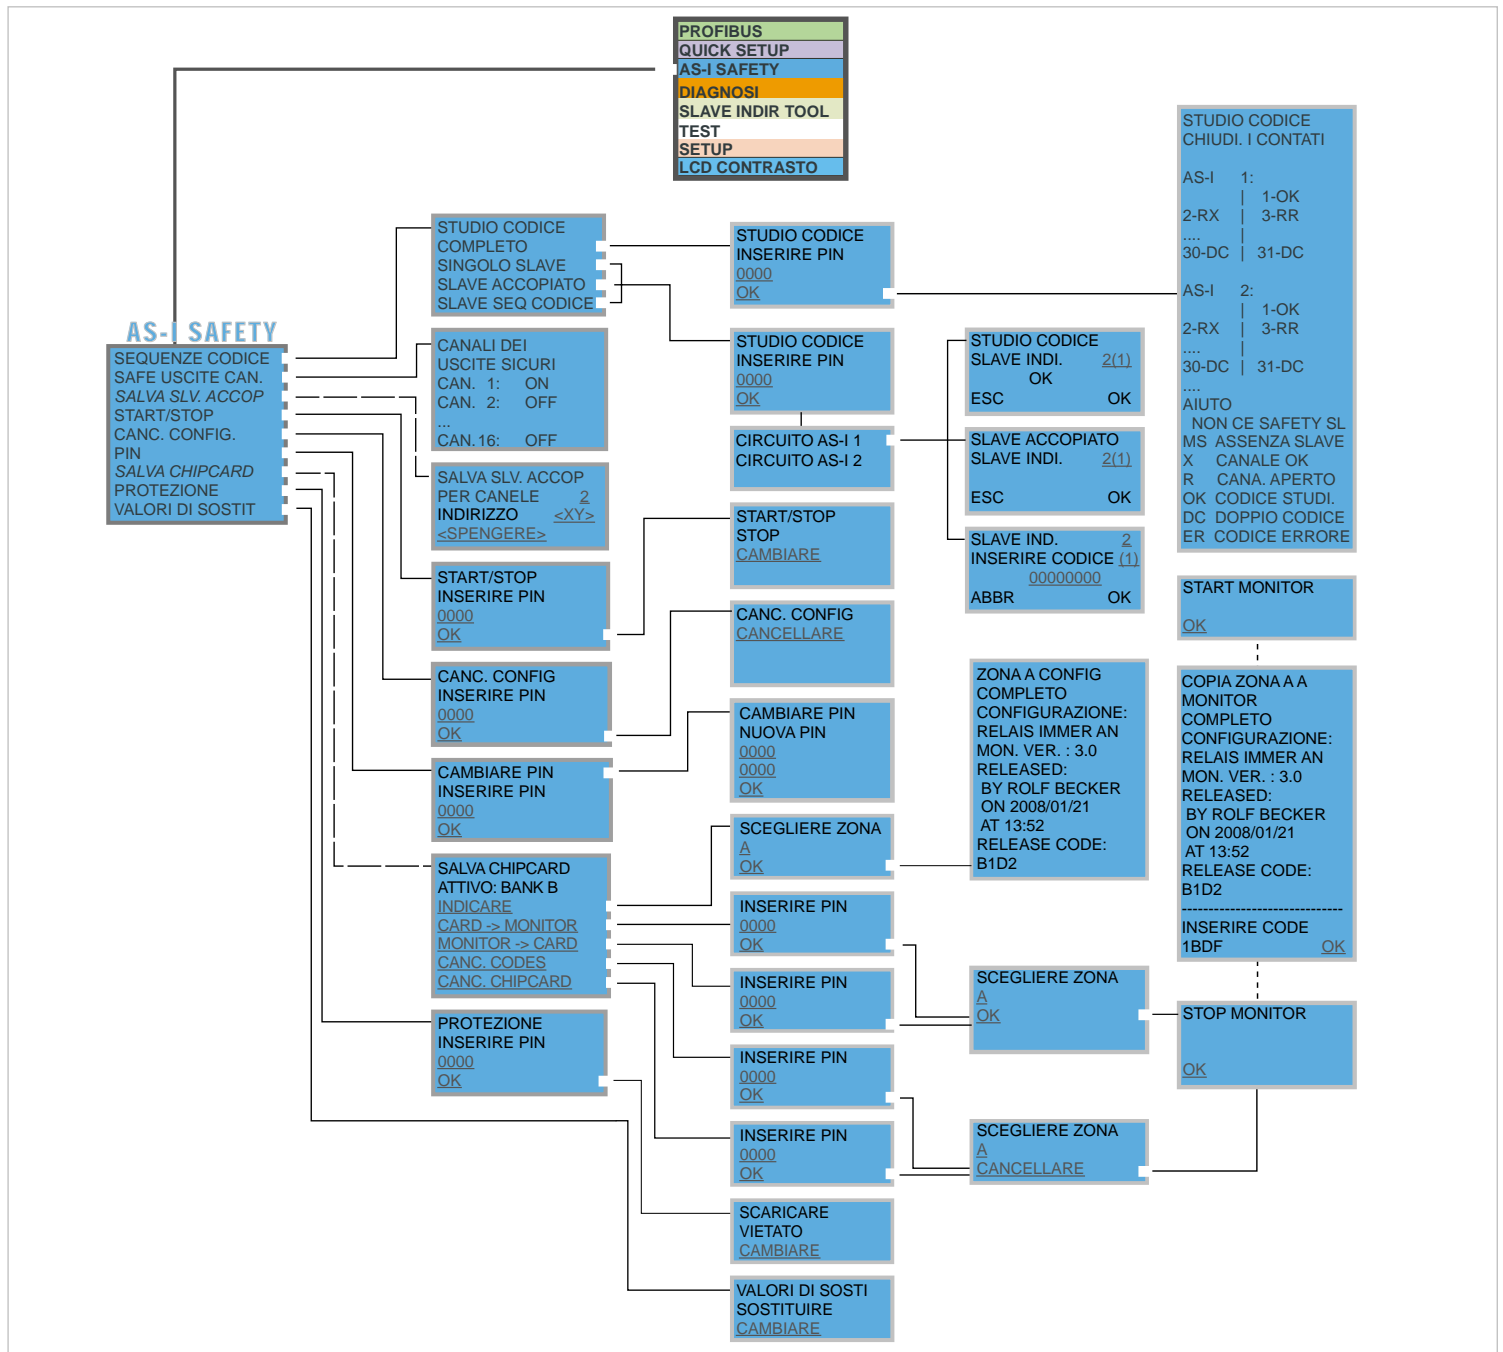 PROFIBUS
QUICK SETUP
AS-I SAFETY
DIAGNOSI
SLAVE INDIR TOOL
TEST
SETUP
LCD CONTRASTO
AS-I SAFETY
SEQUENZE CODICE
SAFE USCITE CAN.
SALVA SLV. ACCOP
START/STOP
CANC. CONFIG.
PIN
SALVA CHIPCARD
PROTEZIONE
VALORI DI SOSTIT
STUDIO CODICE
COMPLETO
SINGOLO SLAVE
SLAVE ACCOPIATO
SLAVE SEQ CODICE
CANALI DEI
USCITE SICURI
CAN. 1: ON
CAN. 2: OFF
...
CAN.16: OFF
SALVA SLV. ACCOP
PER CANELE 2
INDIRIZZO <XY>
<SPENGERE>
START/STOP
INSERIRE PIN
0000
OK
CANC. CONFIG
INSERIRE PIN
0000
OK
CAMBIARE PIN
INSERIRE PIN
0000
OK
SALVA CHIPCARD
ATTIVO: BANK B
INDICARE
CARD -> MONITOR
MONITOR -> CARD
CANC. CODES
CANC. CHIPCARD
PROTEZIONE
INSERIRE PIN
0000
OK
STUDIO CODICE
INSERIRE PIN
0000
OK
STUDIO CODICE
INSERIRE PIN
0000
OK
CIRCUITO AS-I 1
CIRCUITO AS-I 2
START/STOP
STOP
CAMBIARE
CANC. CONFIG
CANCELLARE
CAMBIARE PIN
NUOVA PIN
0000
0000
OK
SCEGLIERE ZONA
A
OK
INSERIRE PIN
0000
OK
INSERIRE PIN
0000
OK
INSERIRE PIN
0000
OK
INSERIRE PIN
0000
OK
SCARICARE
VIETATO
CAMBIARE
VALORI DI SOSTI
SOSTITUIRE
CAMBIARE
STUDIO CODICE
SLAVE INDI. 2(1)
OK
ESC OK
SLAVE ACCOPIATO
SLAVE INDI. 2(1)
ESC OK
SLAVE IND. 2
INSERIRE CODICE (1)
00000000
ABBR OK
ZONA A CONFIG
COMPLETO
CONFIGURAZIONE:
RELAIS IMMER AN
MON. VER. : 3.0
RELEASED:
BY ROLF BECKER
ON 2008/01/21
AT 13:52
RELEASE CODE:
B1D2
SCEGLIERE ZONA
A
OK
SCEGLIERE ZONA
A
CANCELLARE
STUDIO CODICE
CHIUDI. I CONTATI
AS-I 1:
| 1-OK
2-RX | 3-RR
.... |
30-DC | 31-DC
AS-I 2:
| 1-OK
2-RX | 3-RR
.... |
30-DC | 31-DC
....
AIUTO
NON CE SAFETY SL
MS ASSENZA SLAVE
X CANALE OK
R CANA. APERTO
OK CODICE STUDI.
DC DOPPIO CODICE
ER CODICE ERRORE
START MONITOR
OK
COPIA ZONA A A
MONITOR
COMPLETO
CONFIGURAZIONE:
RELAIS IMMER AN
MON. VER. : 3.0
RELEASED:
BY ROLF BECKER
ON 2008/01/21
AT 13:52
RELEASE CODE:
B1D2
------------------------------
INSERIRE CODE
1BDF OK
STOP MONITOR
OK